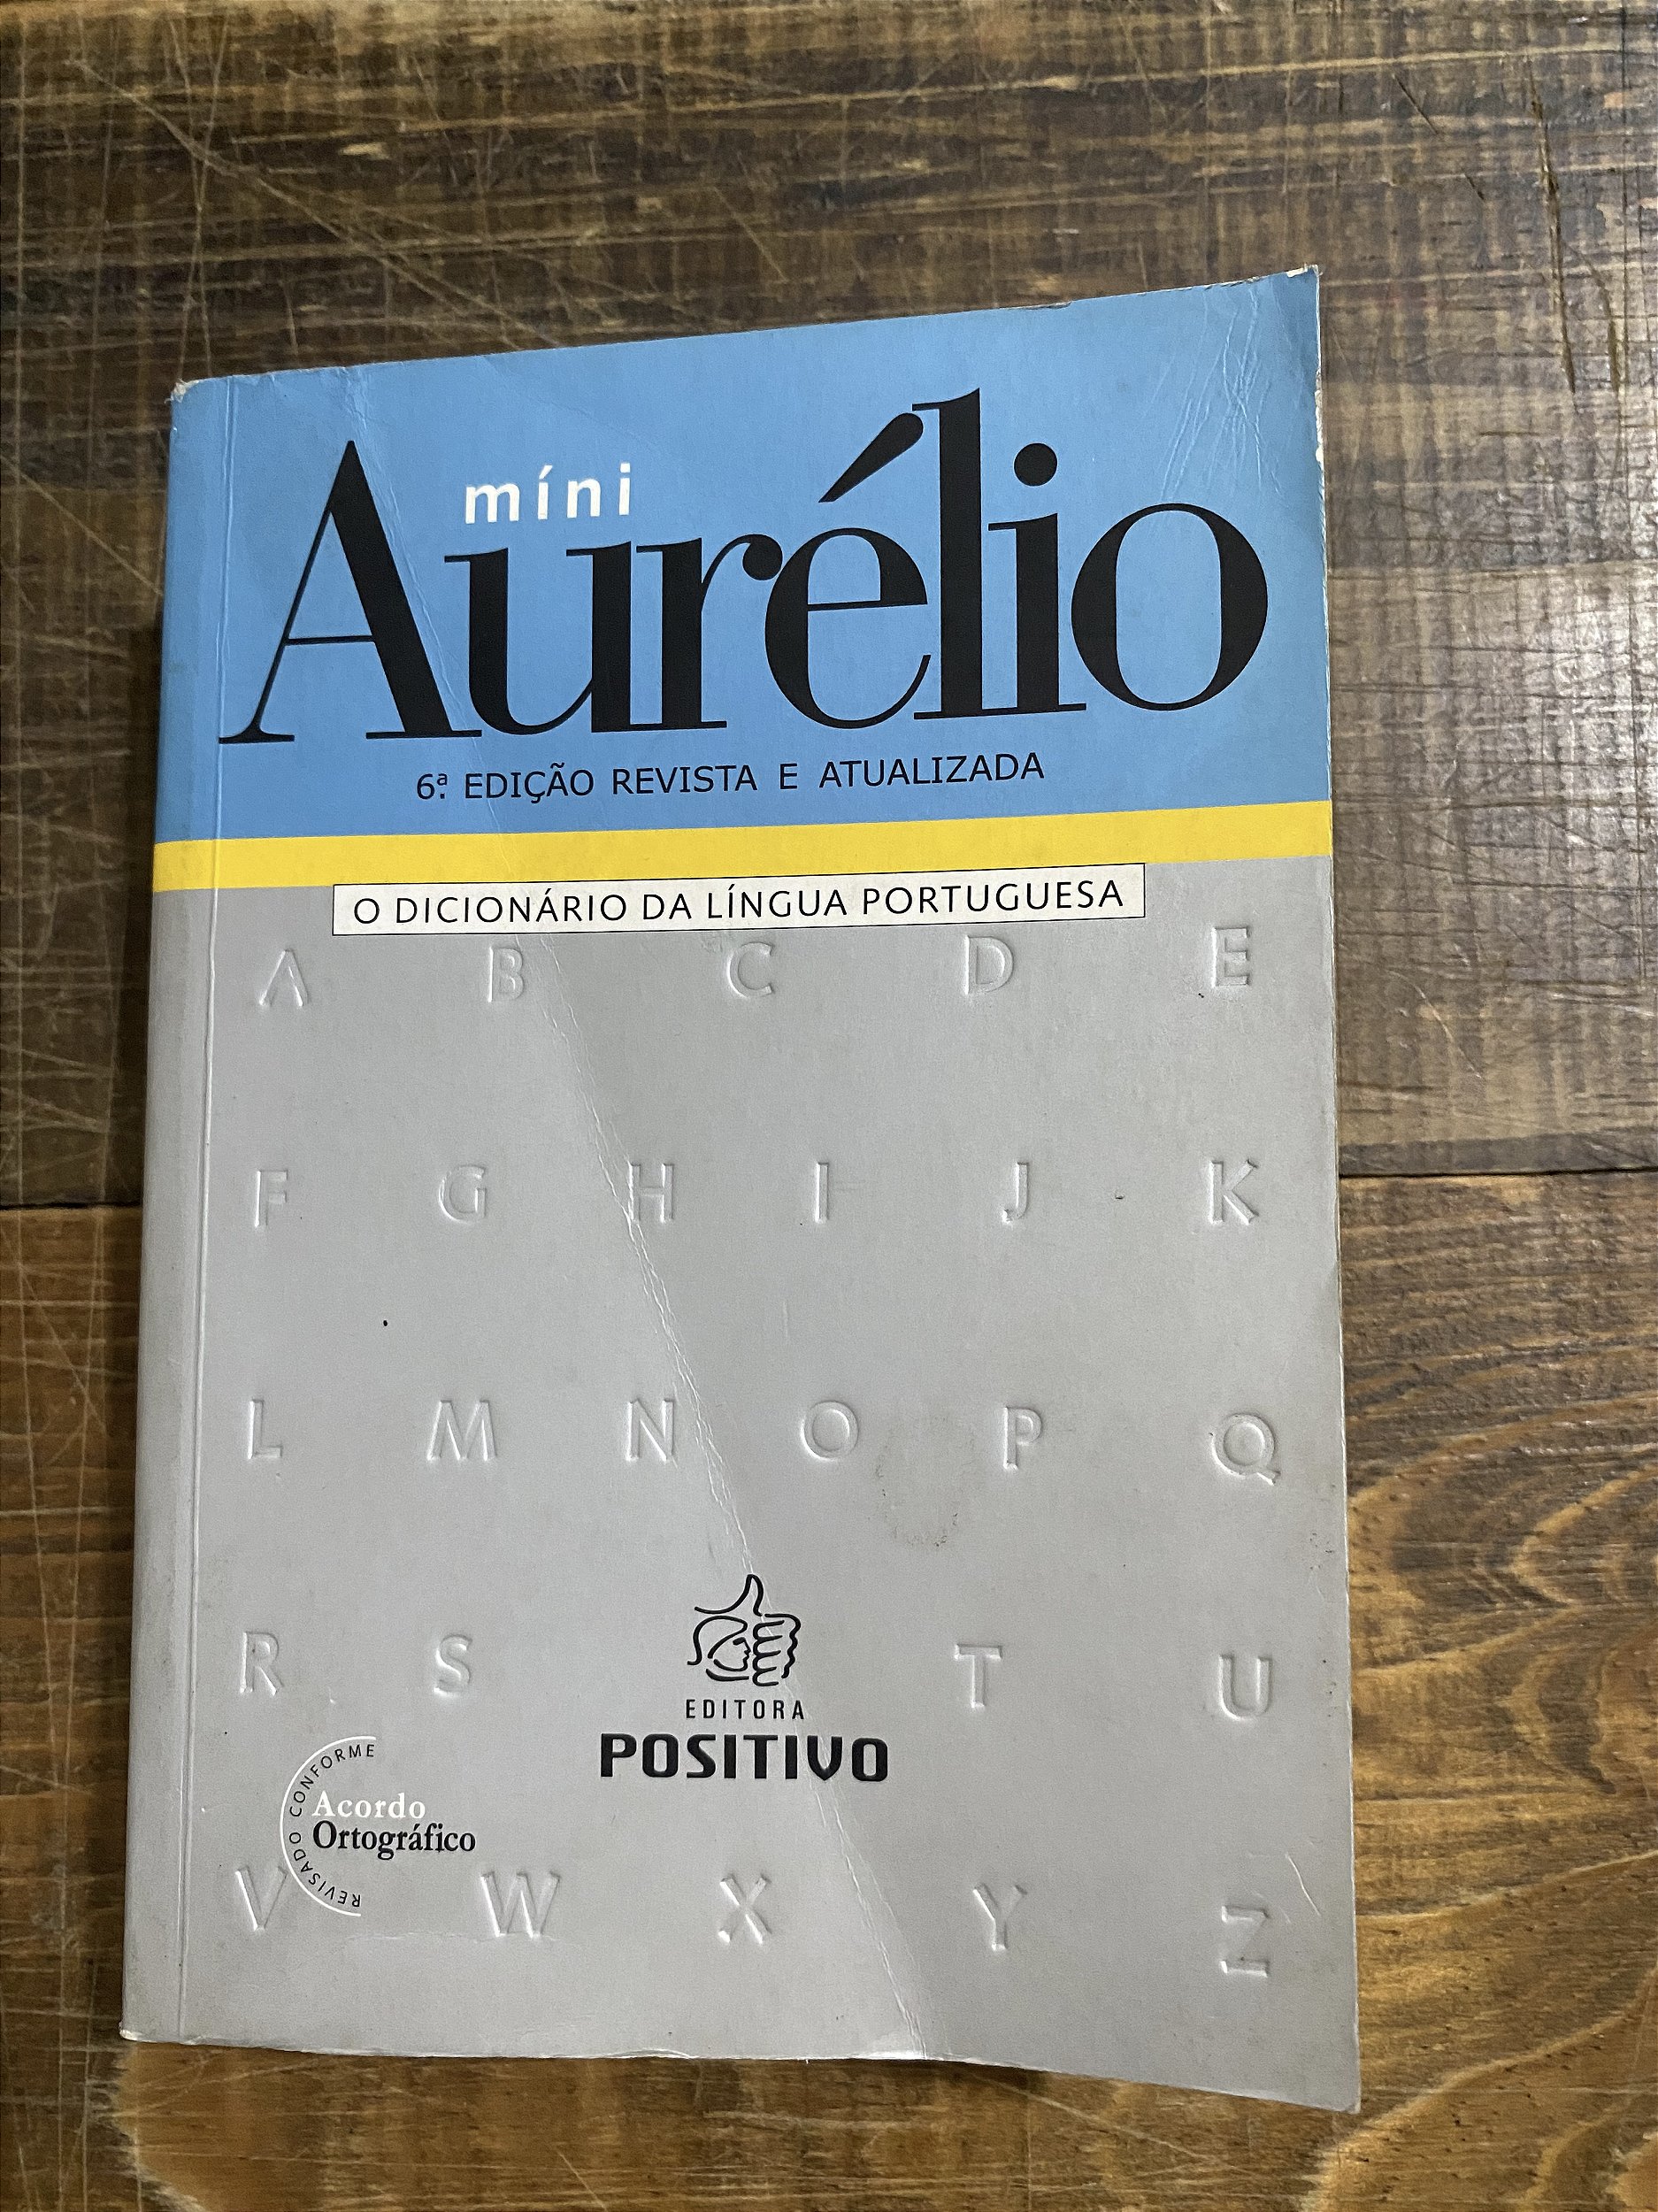 míni
Aurélio
6ª. EDIÇÃO REVISTA E ATUALIZADA
O DICIONÁRIO DA LÍNGUA PORTUGUESA
A B C D E
F G H I J K
L M N O P Q
R S T U
EDITORA
POSITIVO
REVISADO CONFORME
Acordo
Ortográfico
V W X Y Z